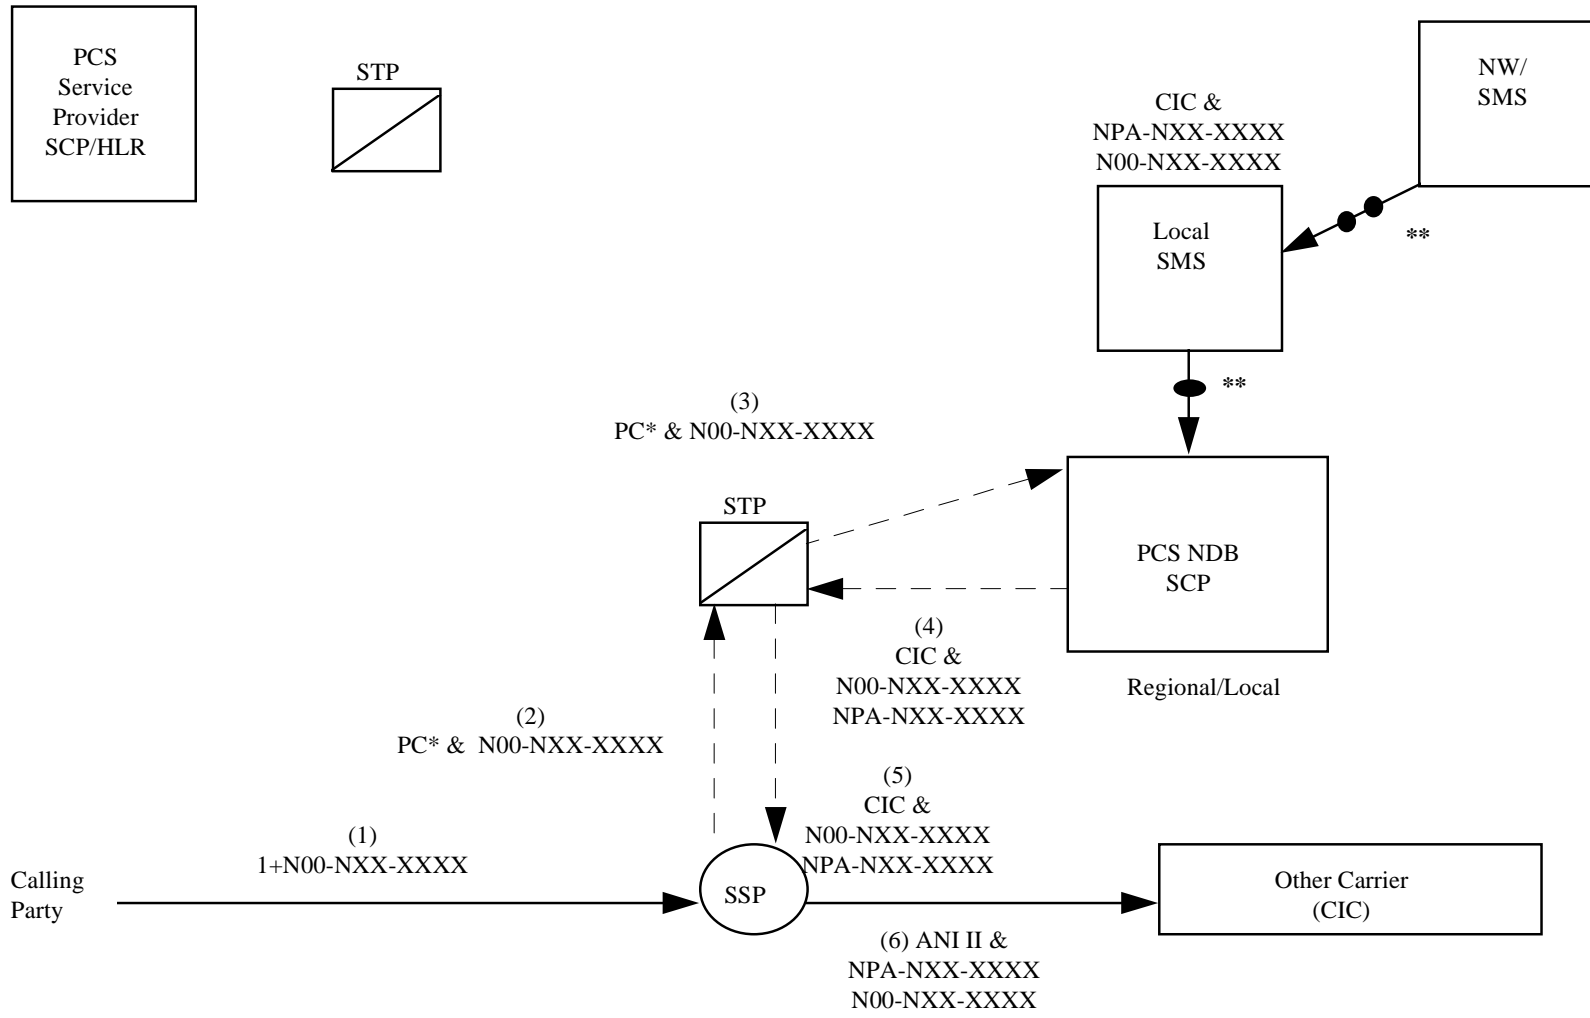 PCS
Service
Provider
SCP/HLR
STP
NW/
SMS
CIC &
NPA-NXX-XXXX
N00-NXX-XXXX
**
Local
SMS
**
(3)
PC* & N00-NXX-XXXX
STP
PCS NDB
SCP
(4)
CIC &
N00-NXX-XXXX
NPA-NXX-XXXX
Regional/Local
(2)
PC* & N00-NXX-XXXX
(5)
CIC &
N00-NXX-XXXX
NPA-NXX-XXXX
(1)
1+N00-NXX-XXXX
Calling
Party
SSP
Other Carrier
(CIC)
(6) ANI II &
NPA-NXX-XXXX
N00-NXX-XXXX